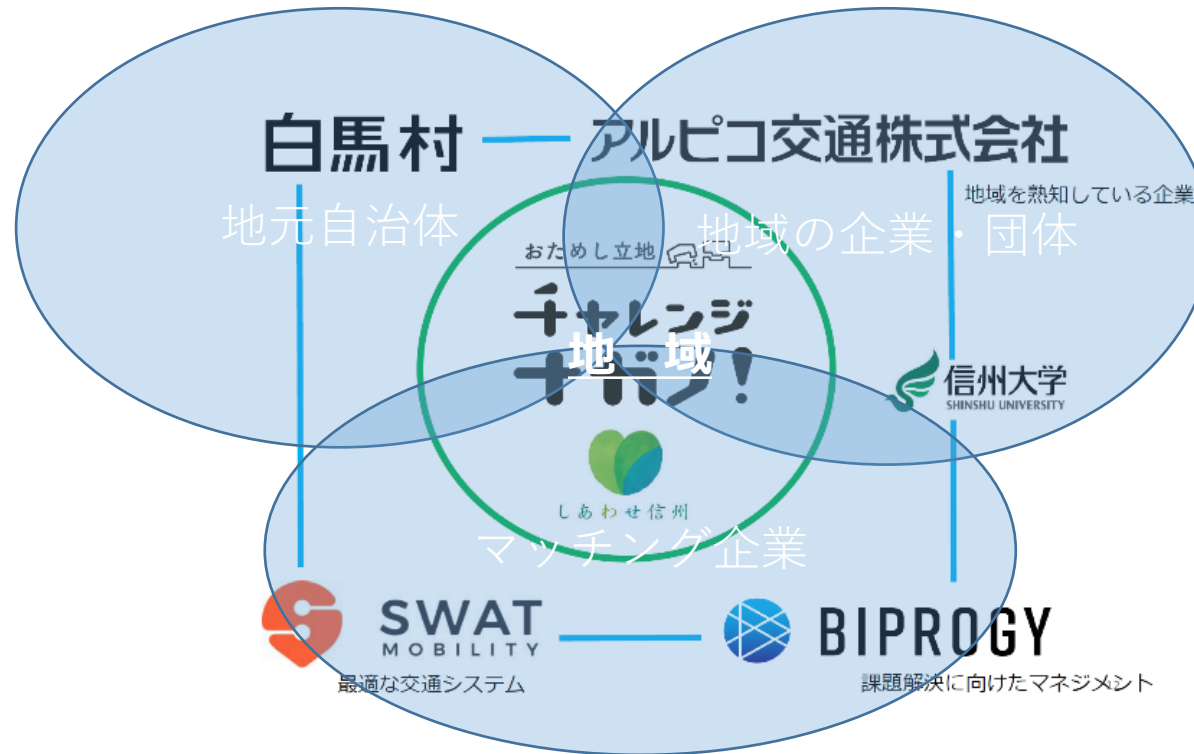 白馬村
アルピコ交通株式会社
地域を熟知している企業
地元自治体
地域の企業・団体
おためし立地
チャレンジ
ナガノ!
地 域
信州大学
SHINSHU UNIVERSITY
しあわせ信州
マッチング企業
SWAT
MOBILITY
最適な交通システム
BIPROGY
課題解決に向けたマネジメント